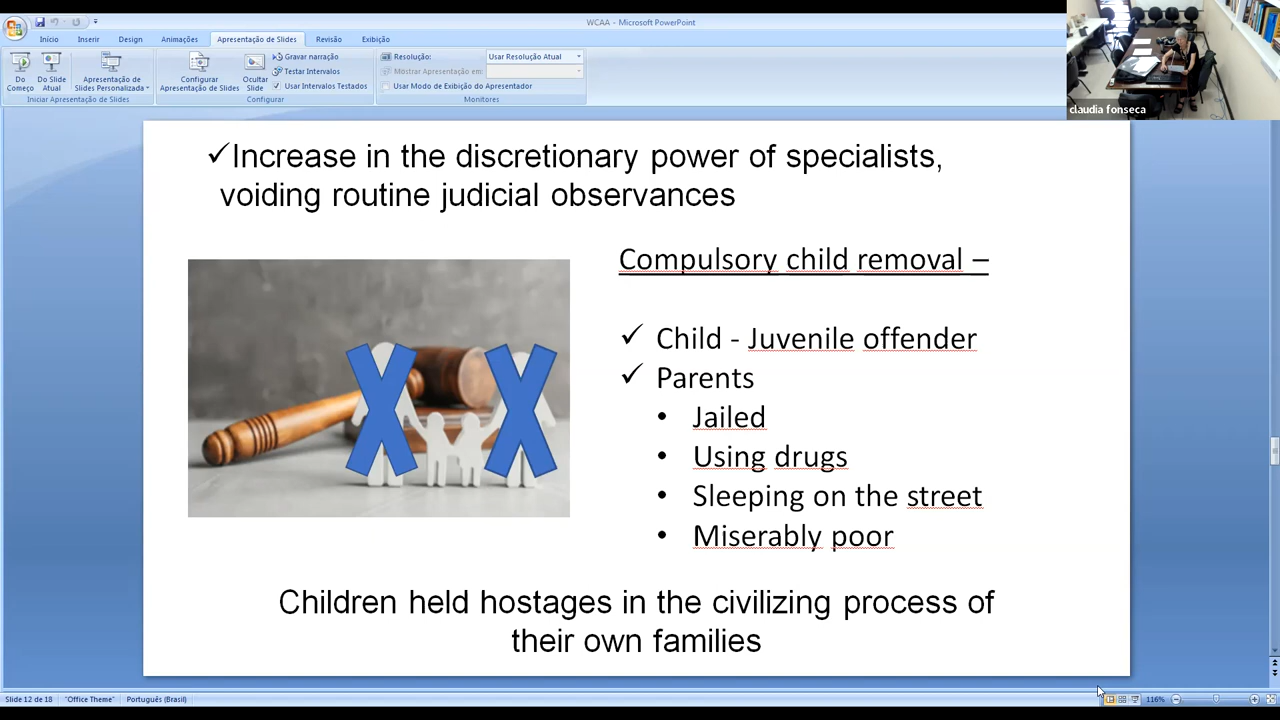 WCAA - Microsoft PowerPoint
Início Inserir Design Animações Apresentação de Slides Revisão Exibição
Do Começo
Do Slide Atual
Apresentação de Slides Personalizada
Iniciar Apresentação de Slides
Configurar Apresentação de Slides
Ocultar Slide
Gravar narração
Testar Intervalos
Usar Intervalos Testados
Configurar
Resolução: Usar Resolução Atual
Mostrar Apresentação em:
Usar Modo de Exibição do Apresentador
Monitores
claudia fonseca
✓Increase in the discretionary power of specialists,
voiding routine judicial observances
Compulsory child removal –
✓ Child - Juvenile offender
✓ Parents
• Jailed
• Using drugs
• Sleeping on the street
• Miserably poor
Children held hostages in the civilizing process of
their own families
Slide 12 de 18 "Office Theme" Português (Brasil) 116%